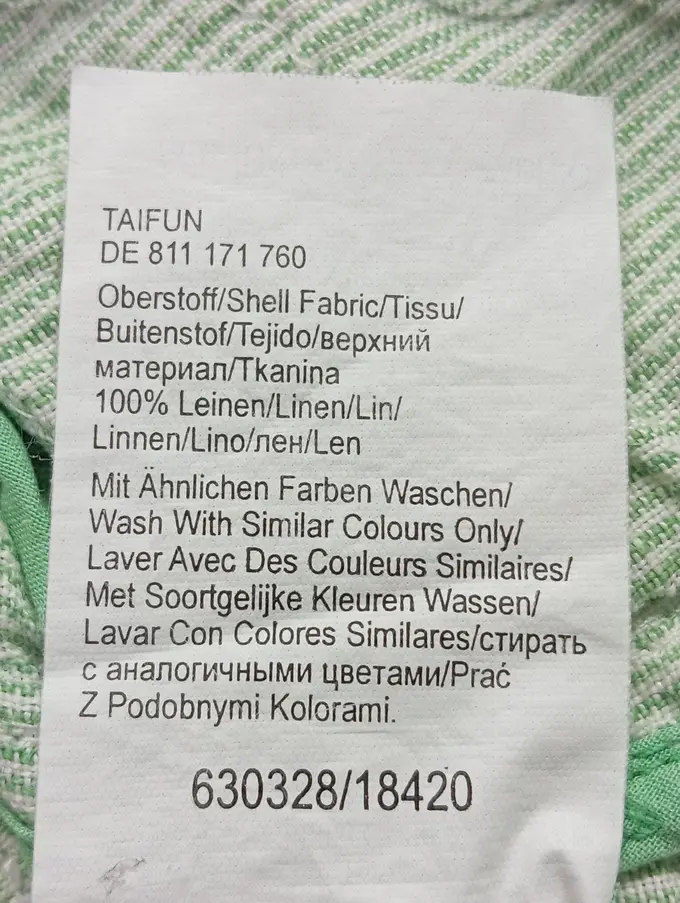 TAIFUN
DE 811 171 760
Oberstoff/Shell Fabric/Tissu/
Buitenstof/Tejido/верхний
материал/Tkanina
100% Leinen/Linen/Lin/
Linnen/Lino/лен/Len
Mit Ähnlichen Farben Waschen/
Wash With Similar Colours Only/
Laver Avec Des Couleurs Similaires/
Met Soortgelijke Kleuren Wassen/
Lavar Con Colores Similares/стирать
с аналогичными цветами/Prać
Z Podobnymi Kolorami.
630328/18420